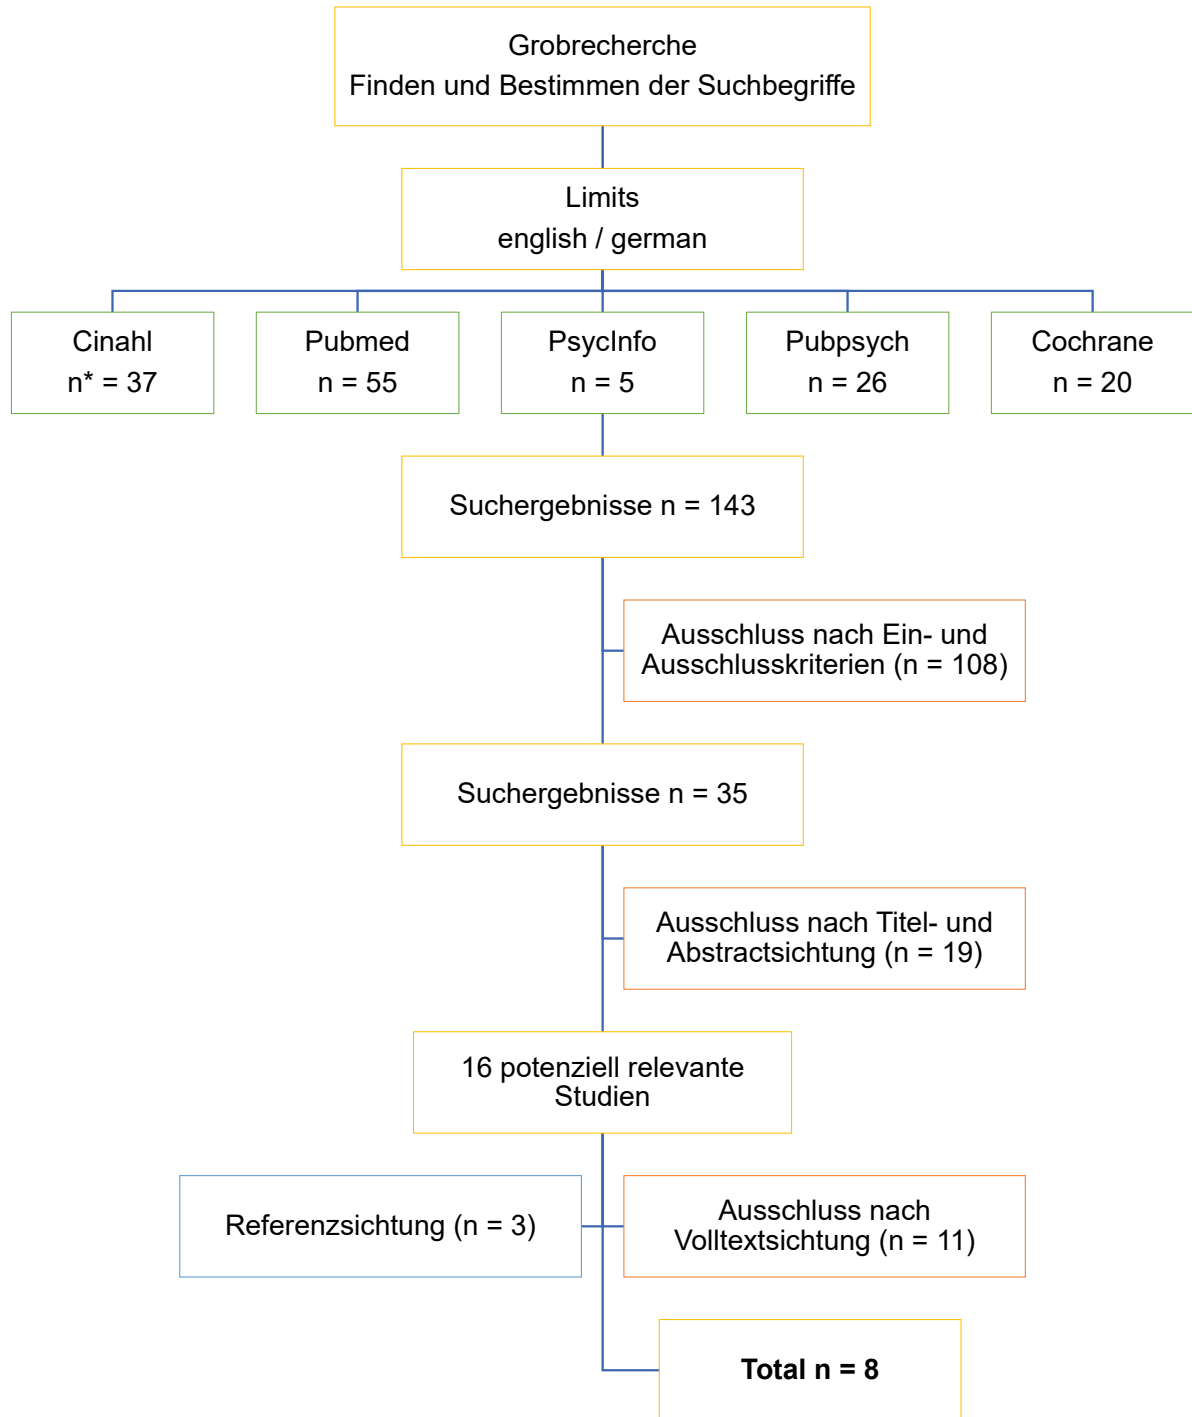 Grobrecherche
Finden und Bestimmen der Suchbegriffe
Limits
english / german
Cinahl
n* = 37
Pubmed
n = 55
PsycInfo
n = 5
Pubpsych
n = 26
Cochrane
n = 20
Suchergebnisse n = 143
Ausschluss nach Ein- und
Ausschlusskriterien (n = 108)
Suchergebnisse n = 35
Ausschluss nach Titel- und
Abstractsichtung (n = 19)
16 potenziell relevante
Studien
Referenzsichtung (n = 3)
Ausschluss nach
Volltextsichtung (n = 11)
Total n = 8